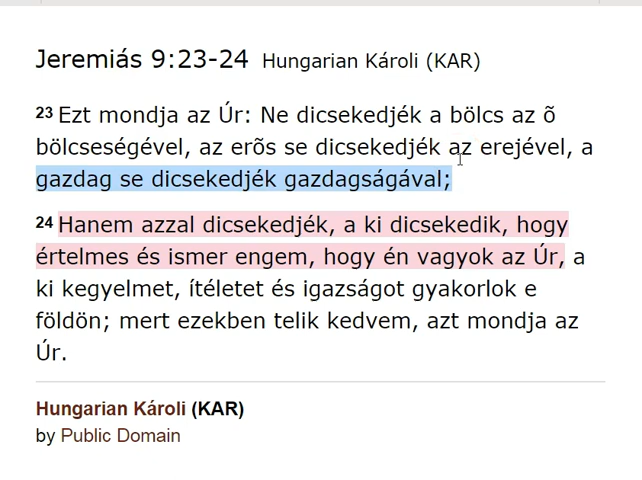 Jeremiás 9:23-24 Hungarian Károli (KAR)
23 Ezt mondja az Úr: Ne dicsekedjék a bölcs az õ
bölcseségével, az erõs se dicsekedjék az erejével, a
gazdag se dicsekedjék gazdagságával;
24 Hanem azzal dicsekedjék, a ki dicsekedik, hogy
értelmes és ismer engem, hogy én vagyok az Úr, a
ki kegyelmet, ítéletet és igazságot gyakorlok e
földön; mert ezekben telik kedvem, azt mondja az
Úr.
Hungarian Károli (KAR)
by Public Domain